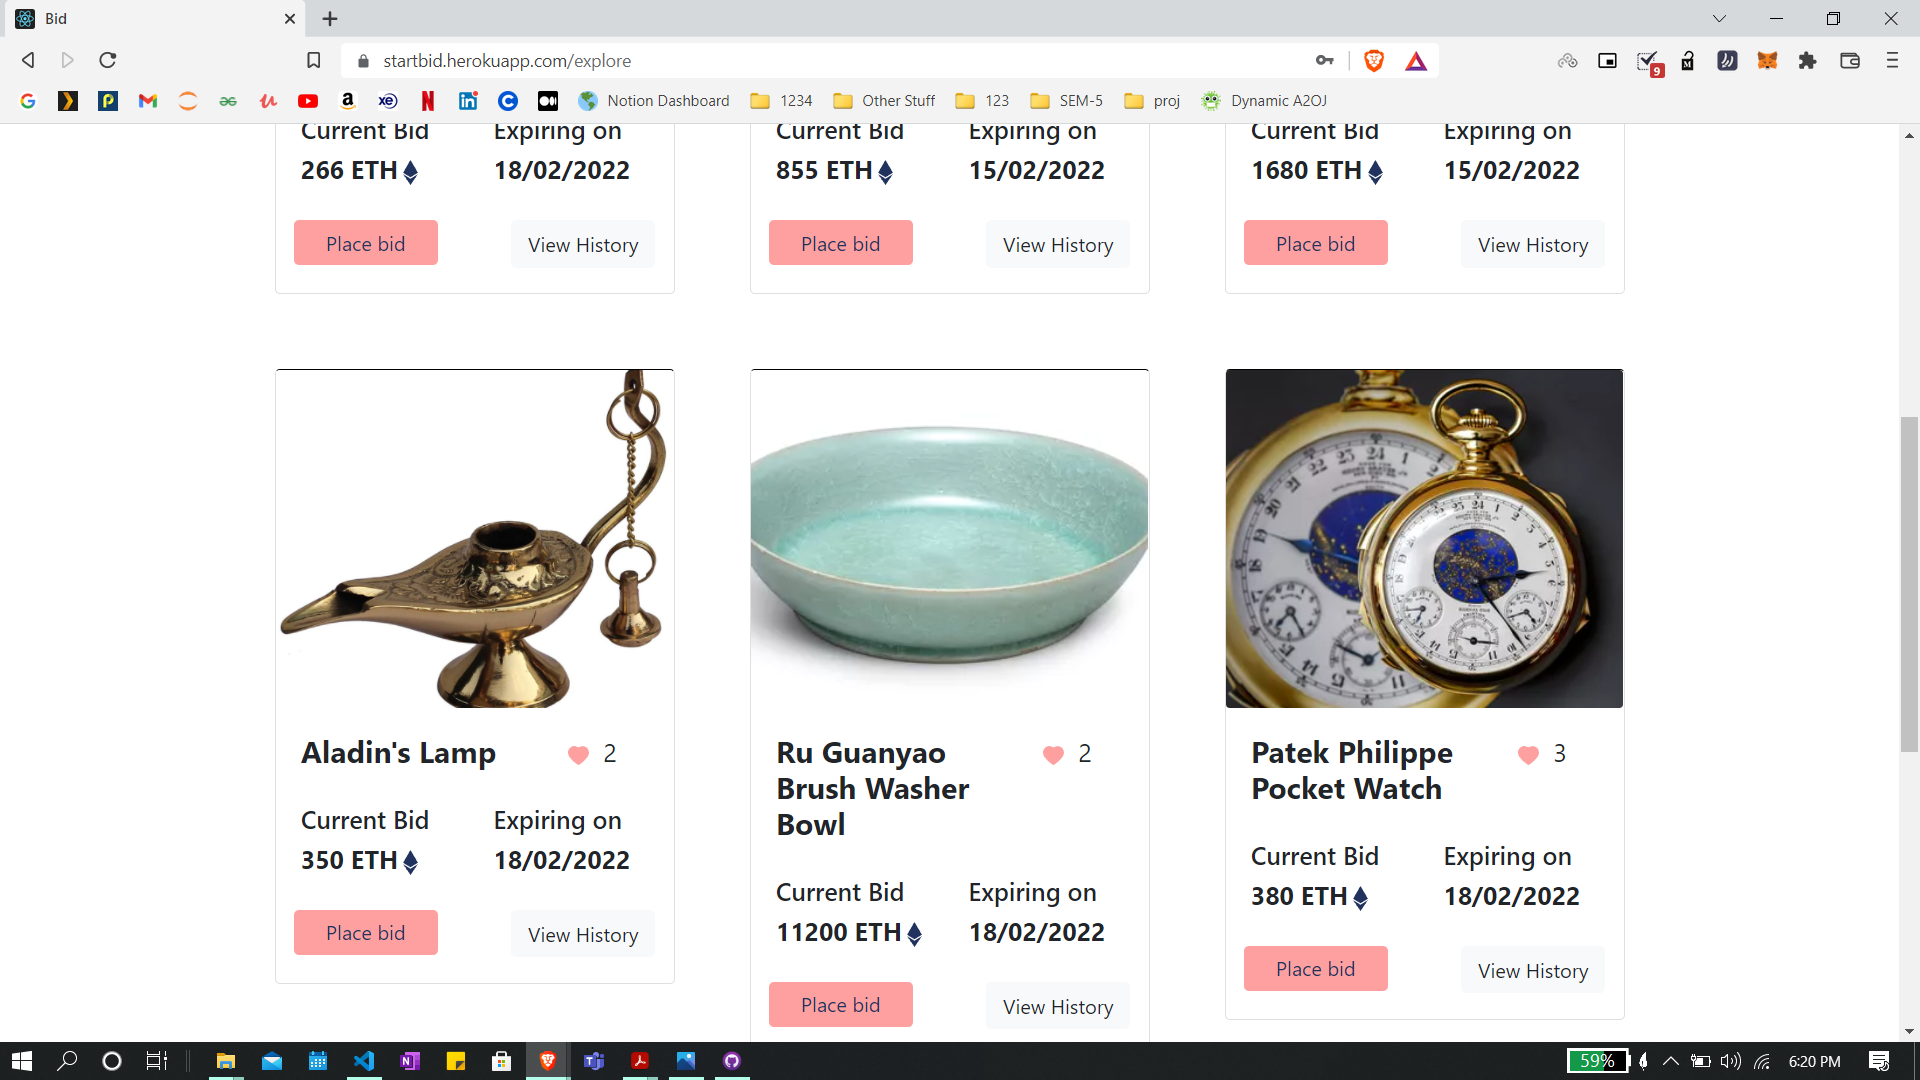 Bid
startbid.herokuapp.com/explore
9
Notion Dashboard
1234
Other Stuff
123
SEM-5
proj
Dynamic A2OJ
Current Bid
Expiring on
266 ETH
18/02/2022
Place bid
View History
Current Bid
Expiring on
855 ETH
15/02/2022
Place bid
View History
Current Bid
Expiring on
1680 ETH
15/02/2022
Place bid
View History
Aladin's Lamp
2
Current Bid
Expiring on
350 ETH
18/02/2022
Place bid
View History
Ru Guanyao
Brush Washer
Bowl
2
Current Bid
Expiring on
11200 ETH
18/02/2022
Place bid
View History
Patek Philippe
Pocket Watch
3
Current Bid
Expiring on
380 ETH
18/02/2022
Place bid
View History
59%
6:20 PM